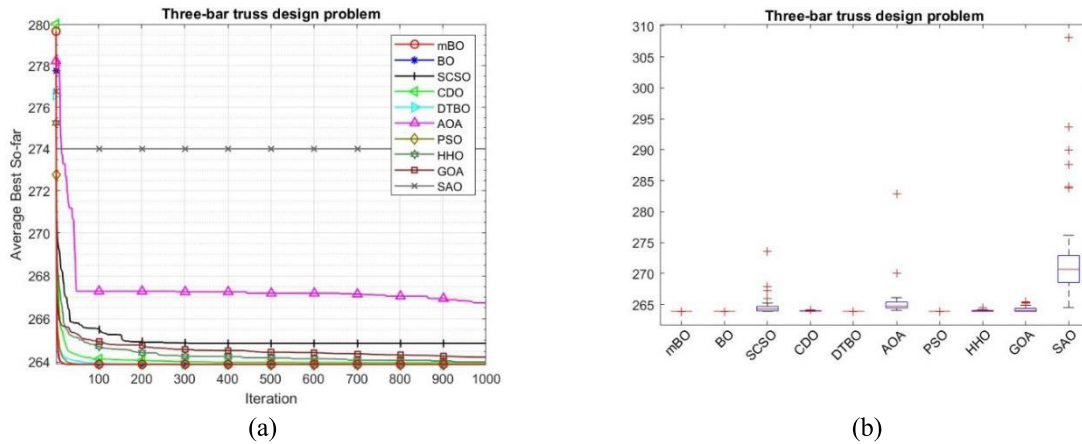 Three-bar truss design problem
280
278
276
274
272
270
268
266
264
Average Best So-far
100 200 300 400 500 600 700 800 900 1000
Iteration
mBO
BO
SCSO
CDO
DTBO
AOA
PSO
HHO
GOA
SAO
(a)
Three-bar truss design problem
310
305
300
295
290
285
280
275
270
265
mBO BO SCSO CDO DTBO AOA PSO HHO GOA SAO
(b)